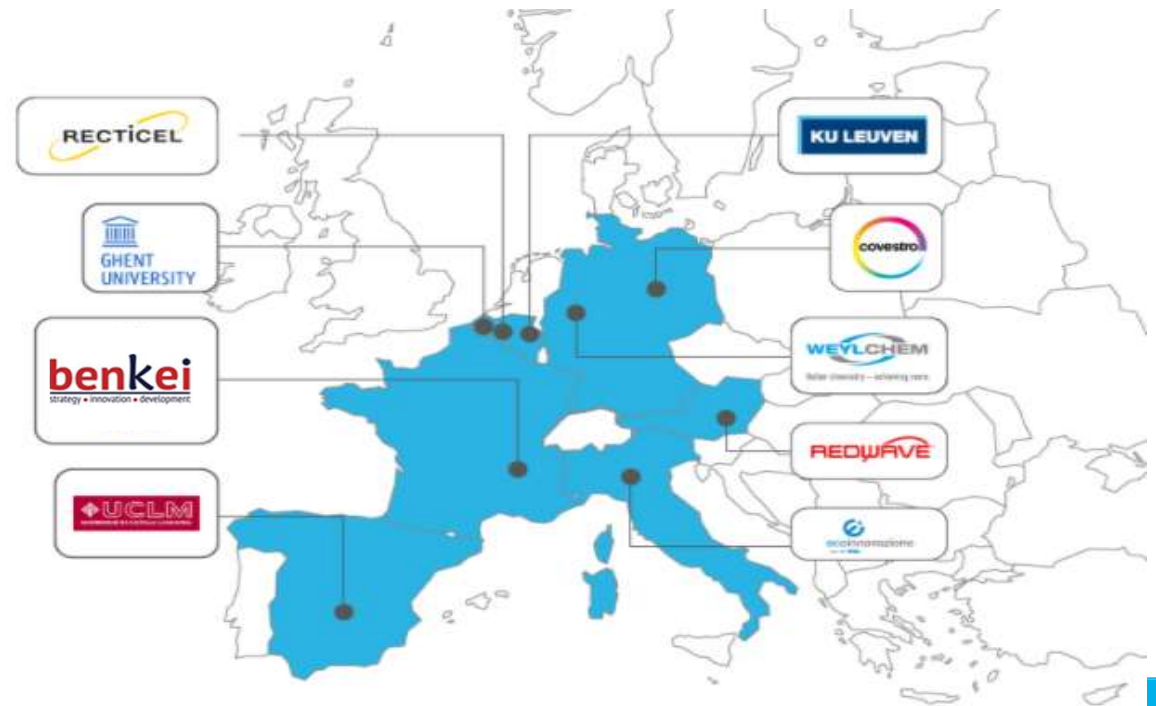 RECTICEL
KU LEUVEN
GHENT
UNIVERSITY
covestro
benkei
strategy • innovation • development
WEYLCHEM
REDWAVE
UCLM
ecoinnovazione